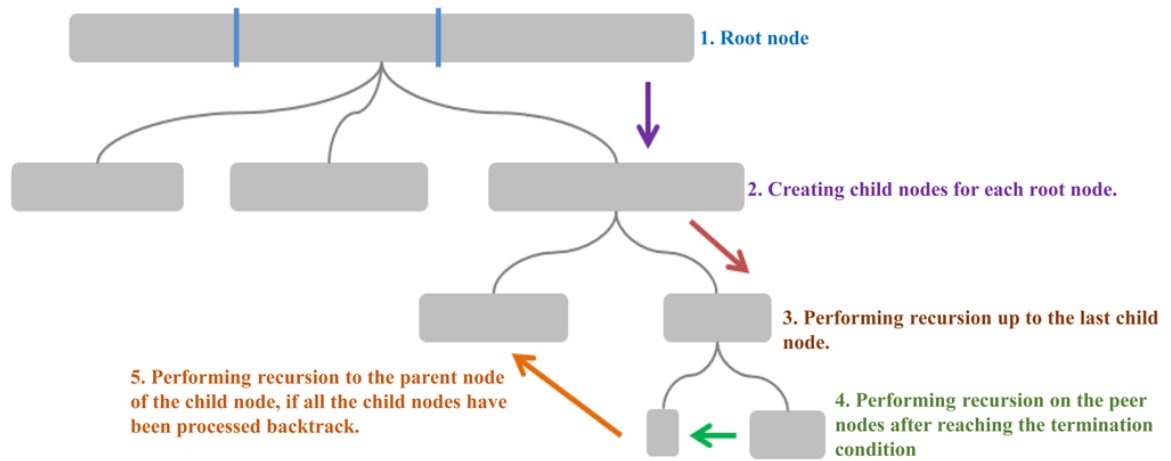 1. Root node
2. Creating child nodes for each root node.
3. Performing recursion up to the last child
node.
5. Performing recursion to the parent node
of the child node, if all the child nodes have
been processed backtrack.
4. Performing recursion on the peer
nodes after reaching the termination
condition